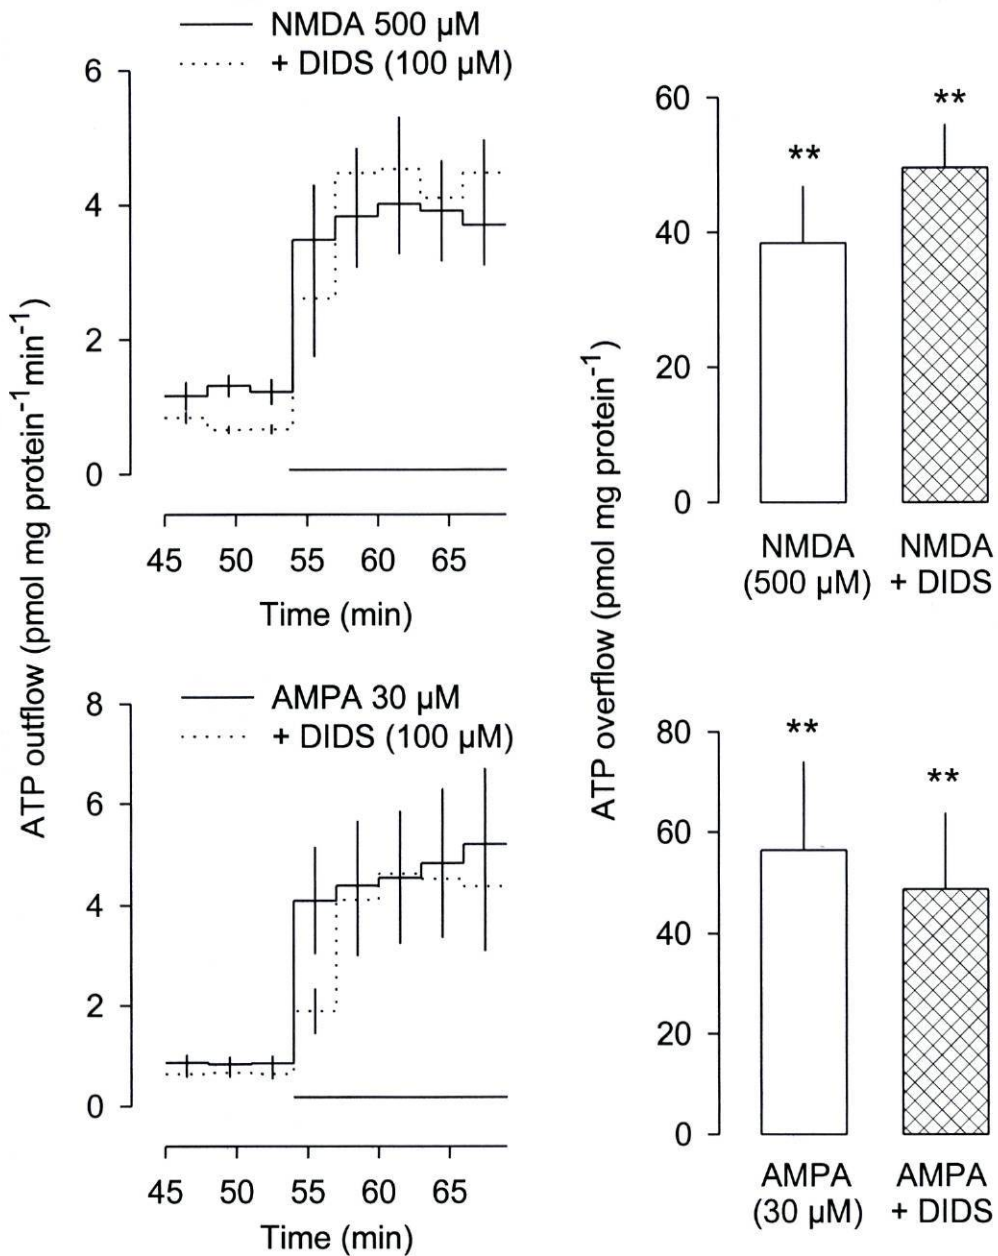 NMDA 500 µM
+ DIDS (100 µM)
6
4
2
0
45 50 55 60 65
Time (min)
ATP outflow (pmol mg protein-1min-1)
60
40
20
0
** **
NMDA NMDA
(500 µM) + DIDS
ATP overflow (pmol mg protein-1)
AMPA 30 µM
+ DIDS (100 µM)
8
6
4
2
0
45 50 55 60 65
Time (min)
80
60
40
20
0
** **
AMPA AMPA
(30 µM) + DIDS